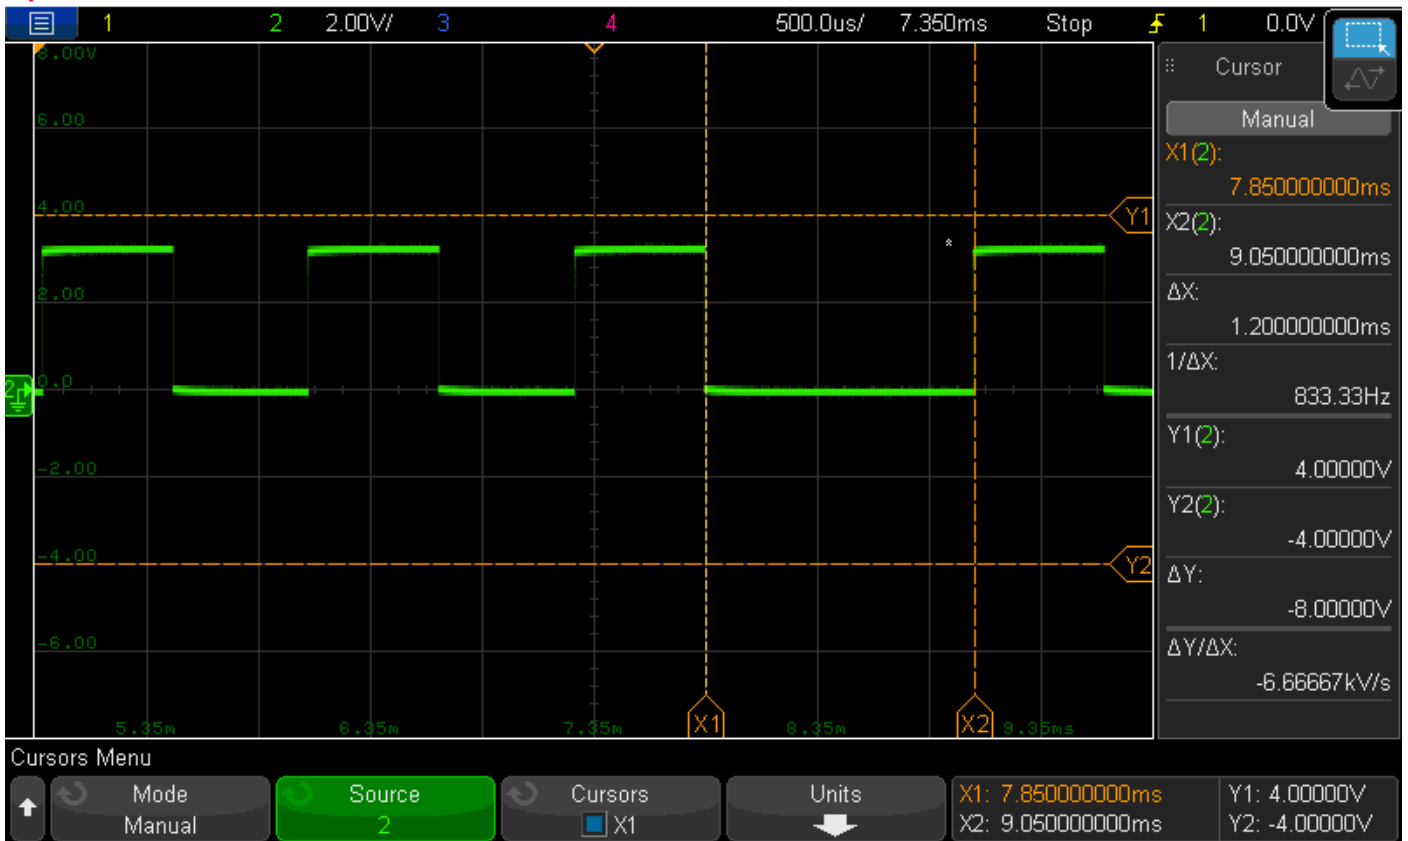 1 2 2.00V/ 3 4 500.0us/ 7.350ms Stop 1 0.0V
8.00V
6.00
4.00
2.00
0.0
-2.00
-4.00
-6.00
5.35m 6.35m 7.35m 8.35m 9.35ms
Y1
Y2
X1
X2
2
*
Cursor
Manual
X1(2):
7.850000000ms
X2(2):
9.050000000ms
ΔX:
1.200000000ms
1/ΔX:
833.33Hz
Y1(2):
4.00000V
Y2(2):
-4.00000V
ΔY:
-8.00000V
ΔY/ΔX:
-6.66667kV/s
Cursors Menu
Mode
Manual
Source
2
Cursors
X1
Units
X1: 7.850000000ms
X2: 9.050000000ms
Y1: 4.00000V
Y2: -4.00000V